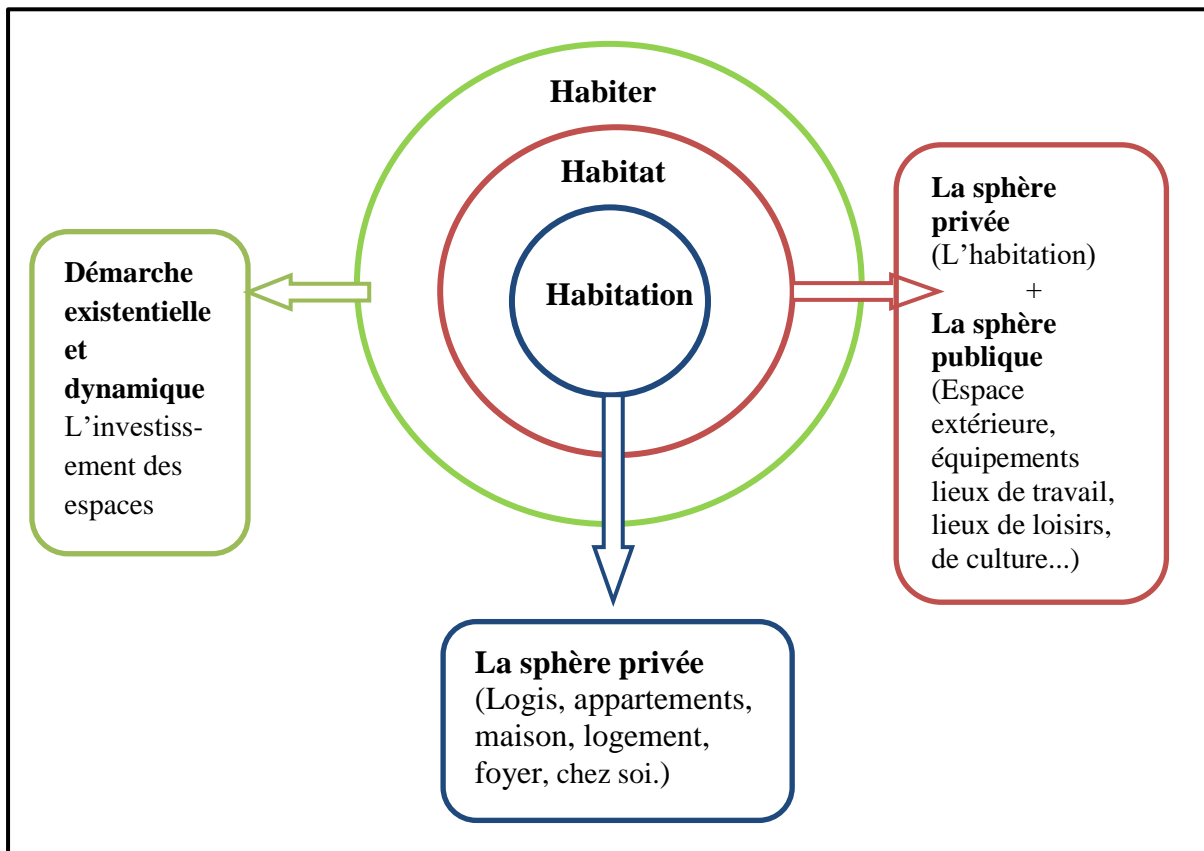 Habiter
Habitat
Habitation
Démarche
existentielle
et
dynamique
L’investiss-
ement des
espaces
La sphère
privée
(L’habitation)
+
La sphère
publique
(Espace
extérieure,
équipements
lieux de travail,
lieux de loisirs,
de culture...)
La sphère privée
(Logis, appartements,
maison, logement,
foyer, chez soi.)